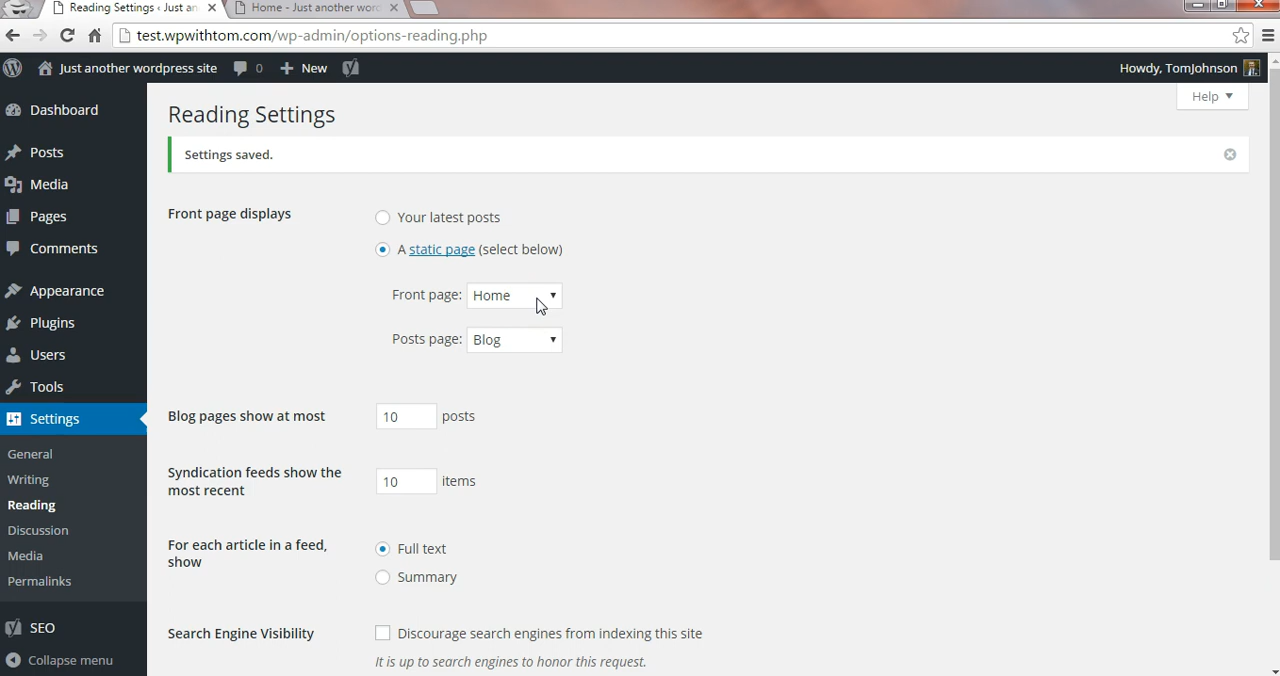 Reading Settings ‹ Just an
Home - Just another word
test.wpwithtom.com/wp-admin/options-reading.php
Just another wordpress site 0 New Howdy, TomJohnson
Help
Dashboard
Posts
Media
Pages
Comments
Appearance
Plugins
Users
Tools
Settings
General
Writing
Reading
Discussion
Media
Permalinks
SEO
Collapse menu
Reading Settings
Settings saved.
Front page displays
Your latest posts
A static page (select below)
Front page: Home
Posts page: Blog
Blog pages show at most 10 posts
Syndication feeds show the
most recent
10 items
For each article in a feed,
show
Full text
Summary
Search Engine Visibility
Discourage search engines from indexing this site
It is up to search engines to honor this request.